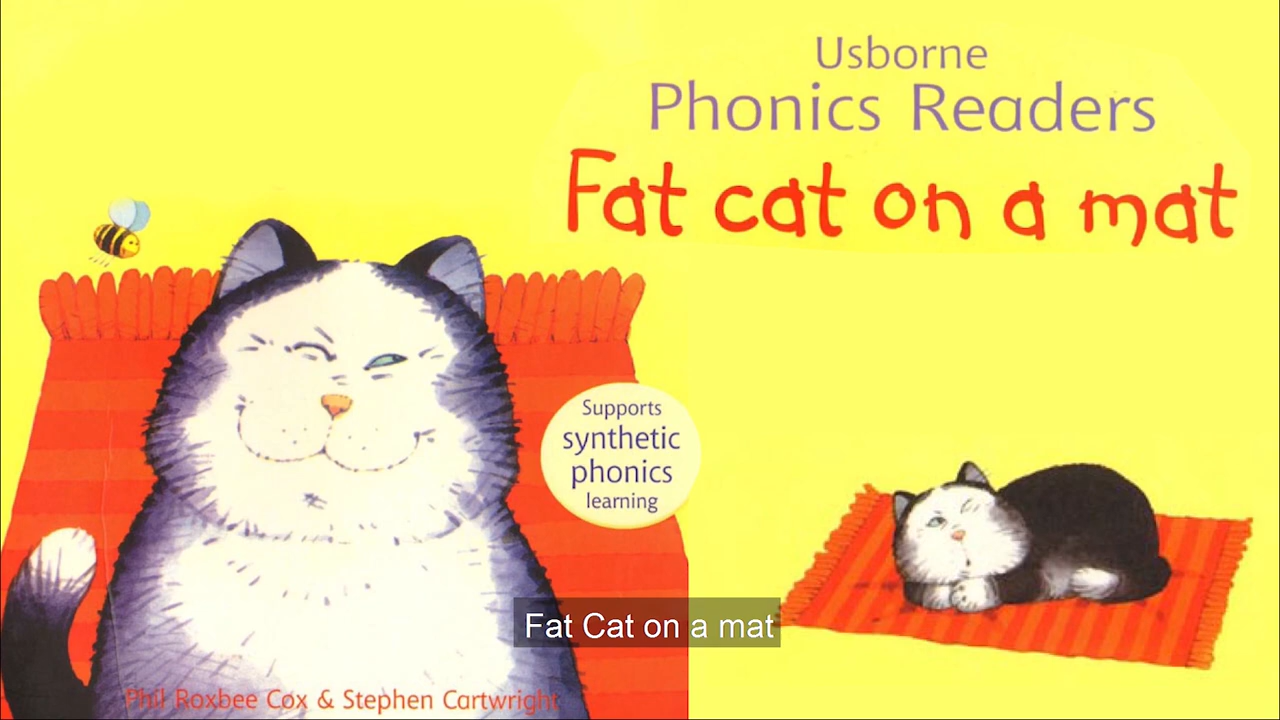 Usborne
Phonics Readers
Fat cat on a mat
Supports
synthetic
phonics
learning
Fat Cat on a mat
Phil Roxbee Cox & Stephen Cartwright